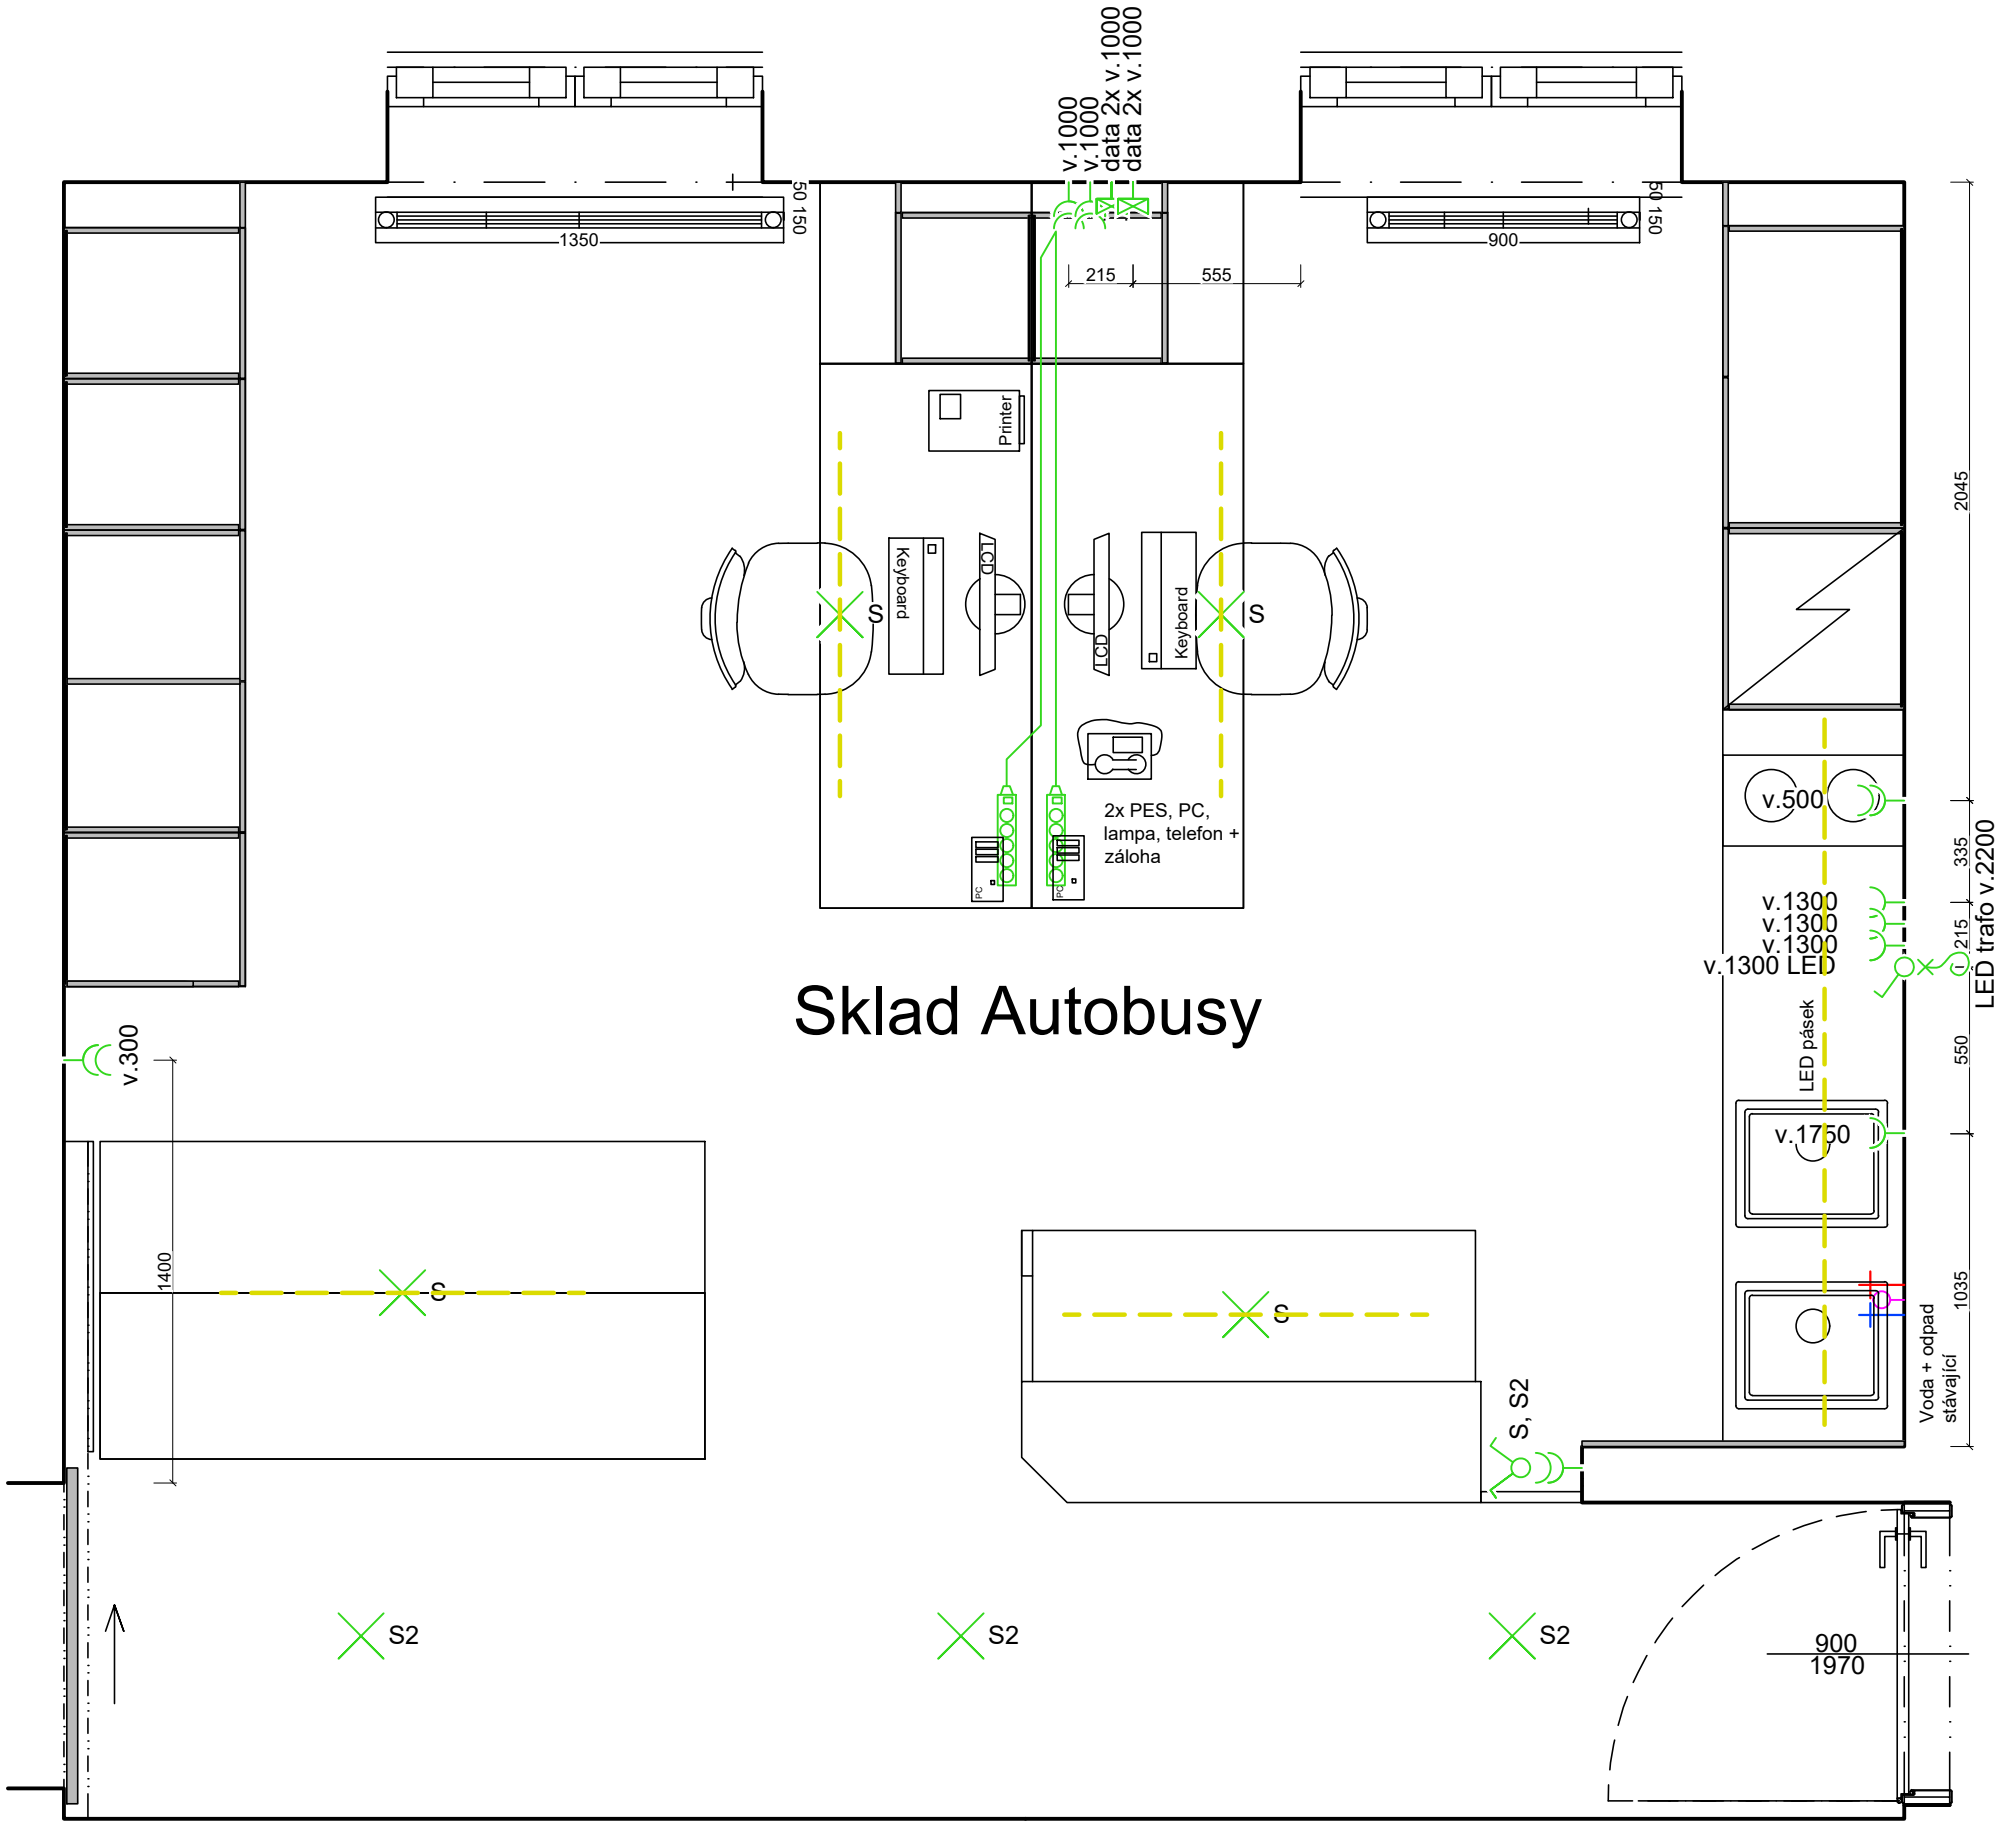 v.1000
v.1000
data 2x v.1000
data 2x v.1000
50 150
50 150
1350
900
215
555
Printer
2045
LCD
Keyboard
LCD
Keyboard
S
S
v.500
2x PES, PC,
lampa, telefon +
záloha
PC
PC
335
v.1300
v.1300
v.1300
v.1300 LED
215
LED trafo v.2200
Sklad Autobusy
LED pásek
550
v.300
v.1750
1400
S
S
1035
Voda + odpad
stávající
S, S2
S2
S2
S2
900
1970